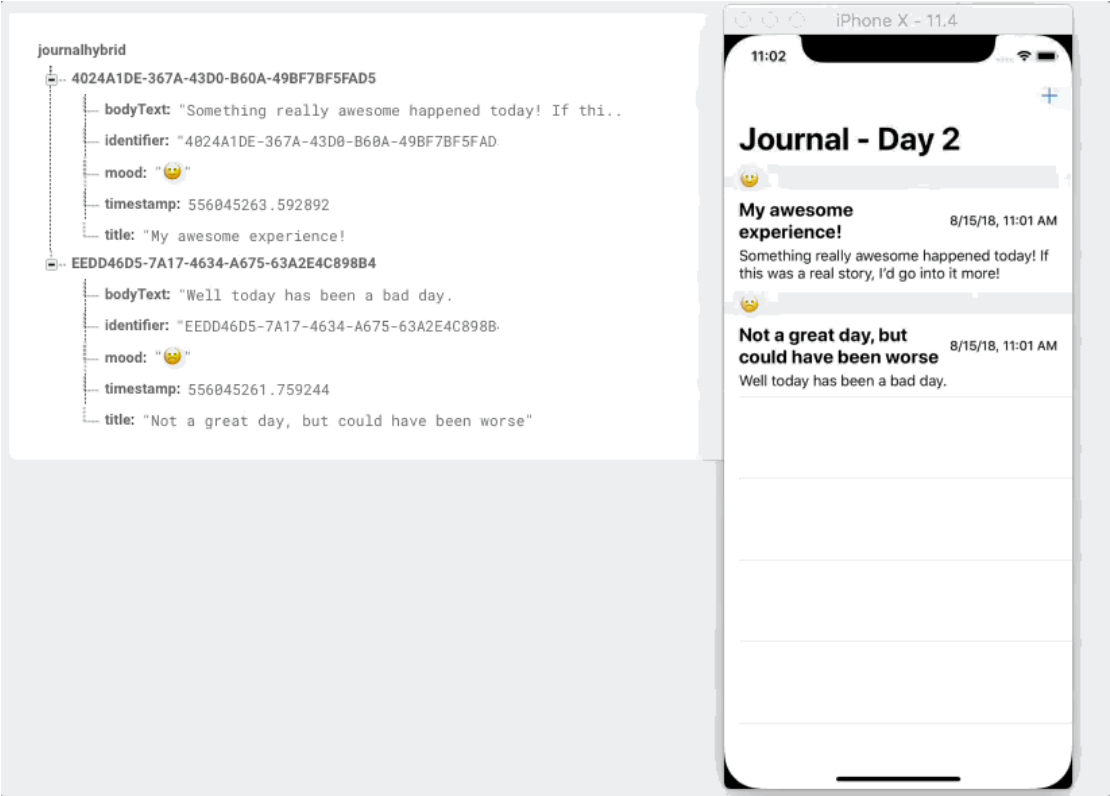 journalhybrid
4024A1DE-367A-43D0-B60A-49BF7BF5FAD5
bodyText: "Something really awesome happened today! If thi..
identifier: "4024A1DE-367A-43D0-B60A-49BF7BF5FAD
mood: "🙂"
timestamp: 556045263.592892
title: "My awesome experience!
EEDD46D5-7A17-4634-A675-63A2E4C898B4
bodyText: "Well today has been a bad day.
identifier: "EEDD46D5-7A17-4634-A675-63A2E4C898B
mood: "🙁"
timestamp: 556045261.759244
title: "Not a great day, but could have been worse"
iPhone X - 11.4
11:02
+
Journal - Day 2
🙂
My awesome
experience!
8/15/18, 11:01 AM
Something really awesome happened today! If
this was a real story, I'd go into it more!
🙁
Not a great day, but
could have been worse
8/15/18, 11:01 AM
Well today has been a bad day.